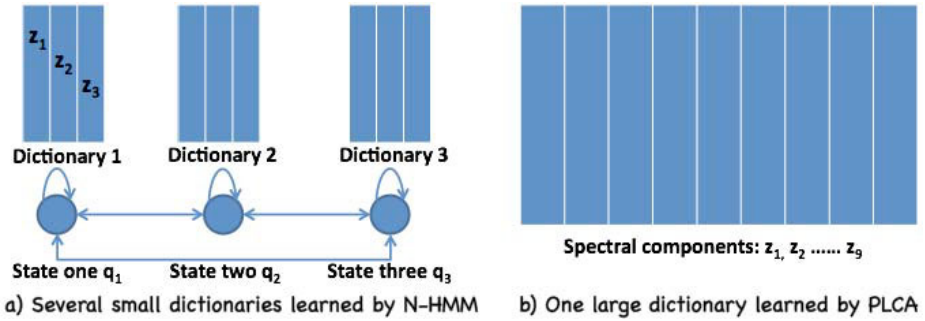 z1
z2
z3
Dictionary 1 Dictionary 2 Dictionary 3
State one q1 State two q2 State three q3
a) Several small dictionaries learned by N-HMM
Spectral components: z1, z2 ...... z9
b) One large dictionary learned by PLCA